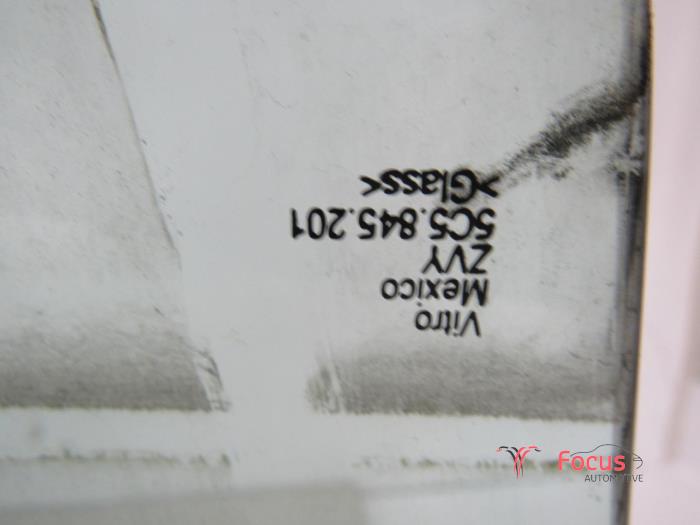 Vitro
Mexico
ZVY
5C5.845.201
>Glass<
Focus
AUTOMOTIVE